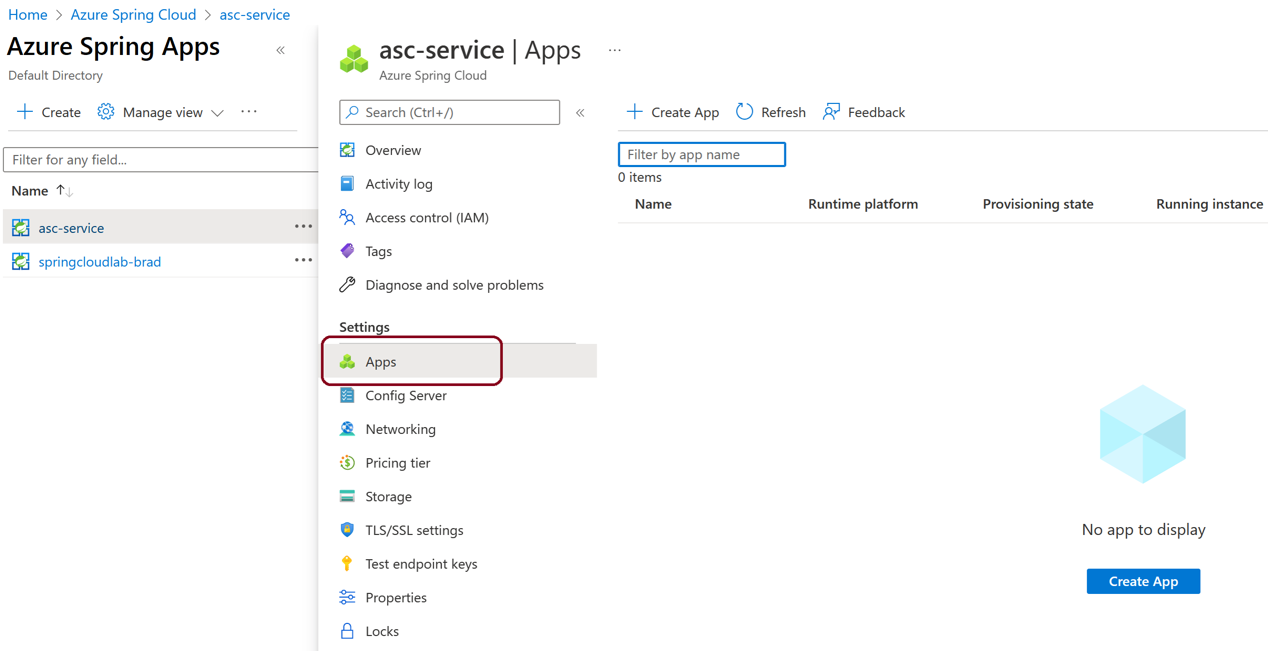 Home > Azure Spring Cloud > asc-service
Azure Spring Apps «
Default Directory
+ Create Manage view ···
Filter for any field...
Name ↑↓
asc-service ···
springcloudlab-brad ···
asc-service | Apps ···
Azure Spring Cloud
Search (Ctrl+/) «
Overview
Activity log
Access control (IAM)
Tags
Diagnose and solve problems
Settings
Apps
Config Server
Networking
Pricing tier
Storage
TLS/SSL settings
Test endpoint keys
Properties
Locks
+ Create App Refresh Feedback
Filter by app name
0 items
Name Runtime platform Provisioning state Running instance
No app to display
Create App